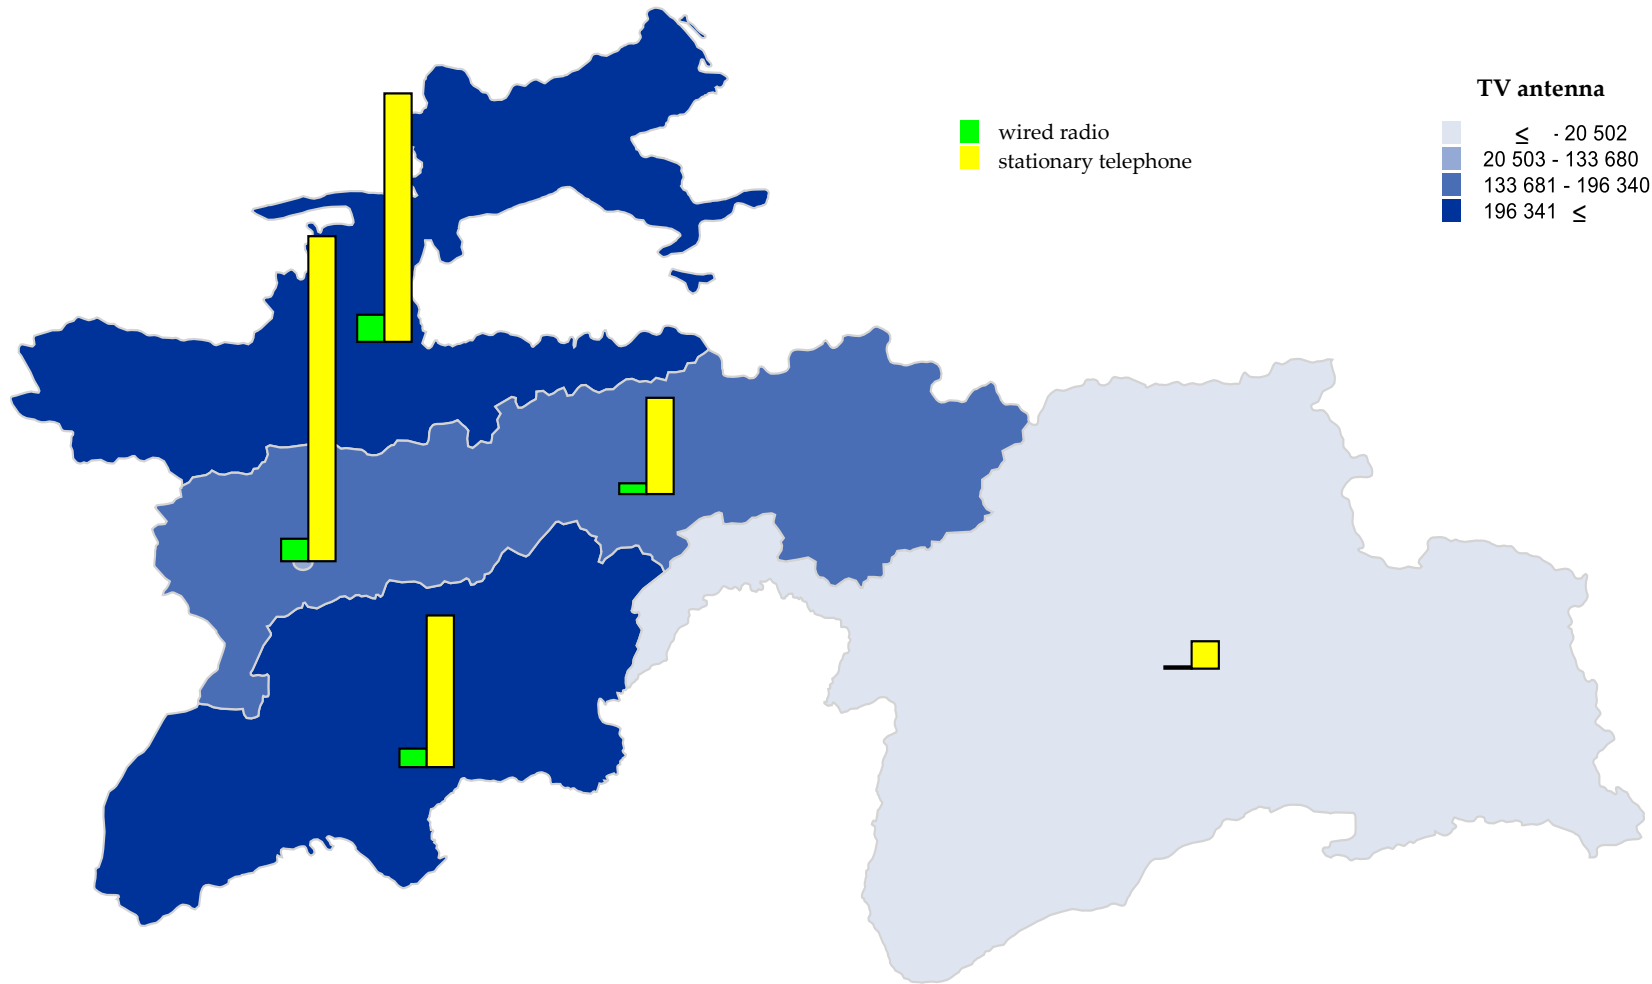 TV antenna
wired radio
stationary telephone
≤ - 20 502
20 503 - 133 680
133 681 - 196 340
196 341 ≤